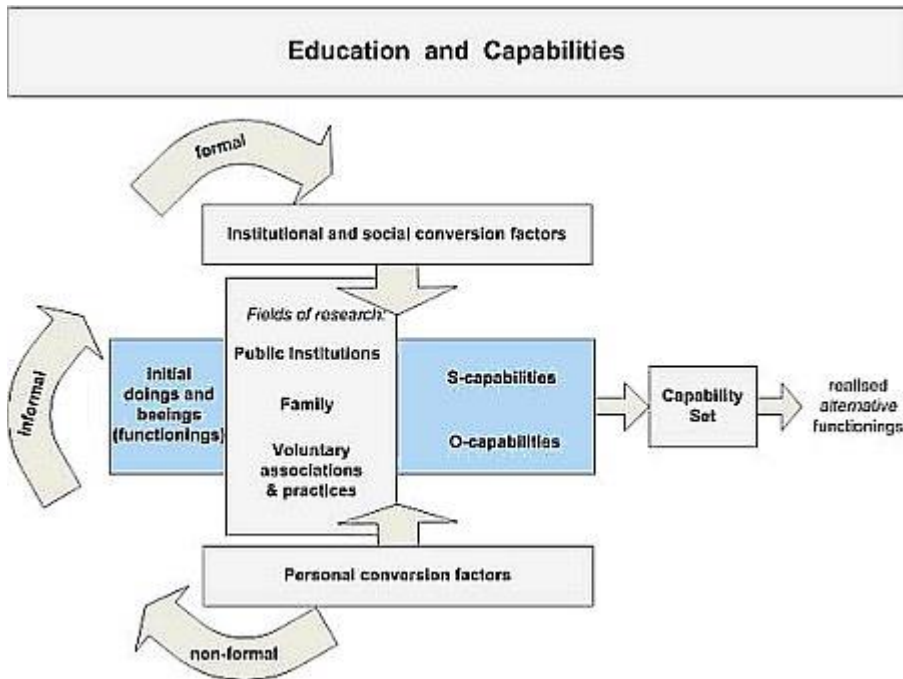 Education and Capabilities
formal
Institutional and social conversion factors
informal
Initial
doings and
beeings
(functionings)
Fields of research:
Public Institutions
Family
Voluntary
associations
& practices
S-capabilities
O-capabilities
Capability
Set
realised
alternative
functionings
Personal conversion factors
non-formal